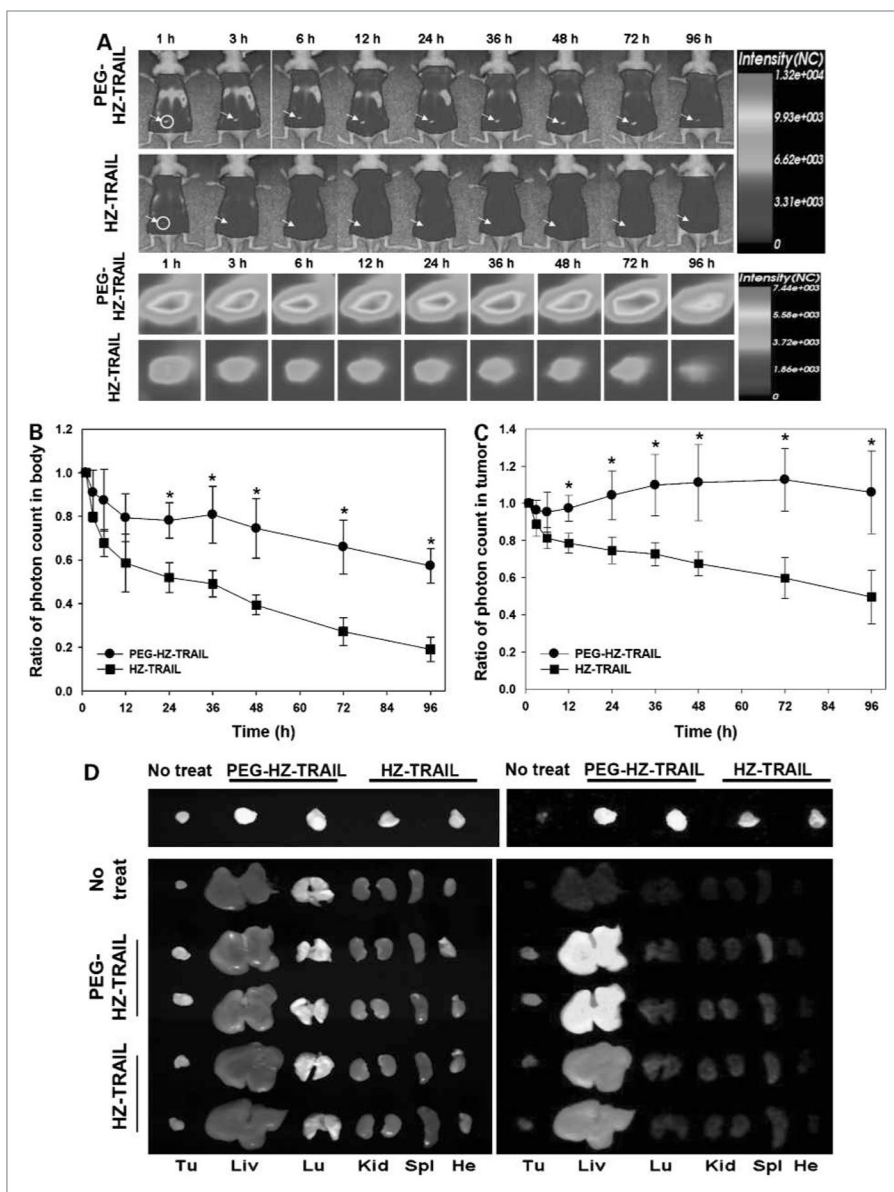 A
1 h 3 h 6 h 12 h 24 h 36 h 48 h 72 h 96 h
PEG-
HZ-TRAIL
HZ-TRAIL
Intensity(NC)
1.32e+004
9.93e+003
6.62e+003
3.31e+003
0
1 h 3 h 6 h 12 h 24 h 36 h 48 h 72 h 96 h
PEG-
HZ-TRAIL
HZ-TRAIL
Intensity(NC)
7.44e+003
5.58e+003
3.72e+003
1.86e+003
0
B
Ratio of photon count in body
1.2
1.0
0.8
0.6
0.4
0.2
0.0
* * * * *
PEG-HZ-TRAIL
HZ-TRAIL
0 12 24 36 48 60 72 84 96
Time (h)
C
Ratio of photon count in tumor
1.4
1.2
1.0
0.8
0.6
0.4
0.2
0.0
* * * * * *
PEG-HZ-TRAIL
HZ-TRAIL
0 12 24 36 48 60 72 84 96
Time (h)
D
No treat PEG-HZ-TRAIL HZ-TRAIL
No treat PEG-HZ-TRAIL HZ-TRAIL
No
treat
PEG-
HZ-TRAIL
HZ-TRAIL
Tu Liv Lu Kid Spl He
Tu Liv Lu Kid Spl He